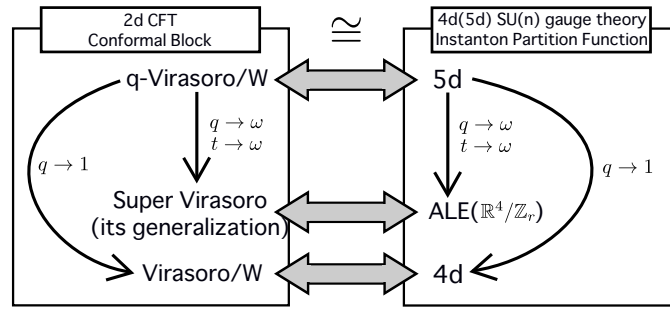 2d CFT
Conformal Block
≅
4d(5d) SU(n) gauge theory
Instanton Partition Function
q-Virasoro/W
5d
q → ω
t → ω
q → ω
t → ω
q → 1
q → 1
Super Virasoro
(its generalization)
ALE(ℝ⁴/ℤᵣ)
Virasoro/W
4d